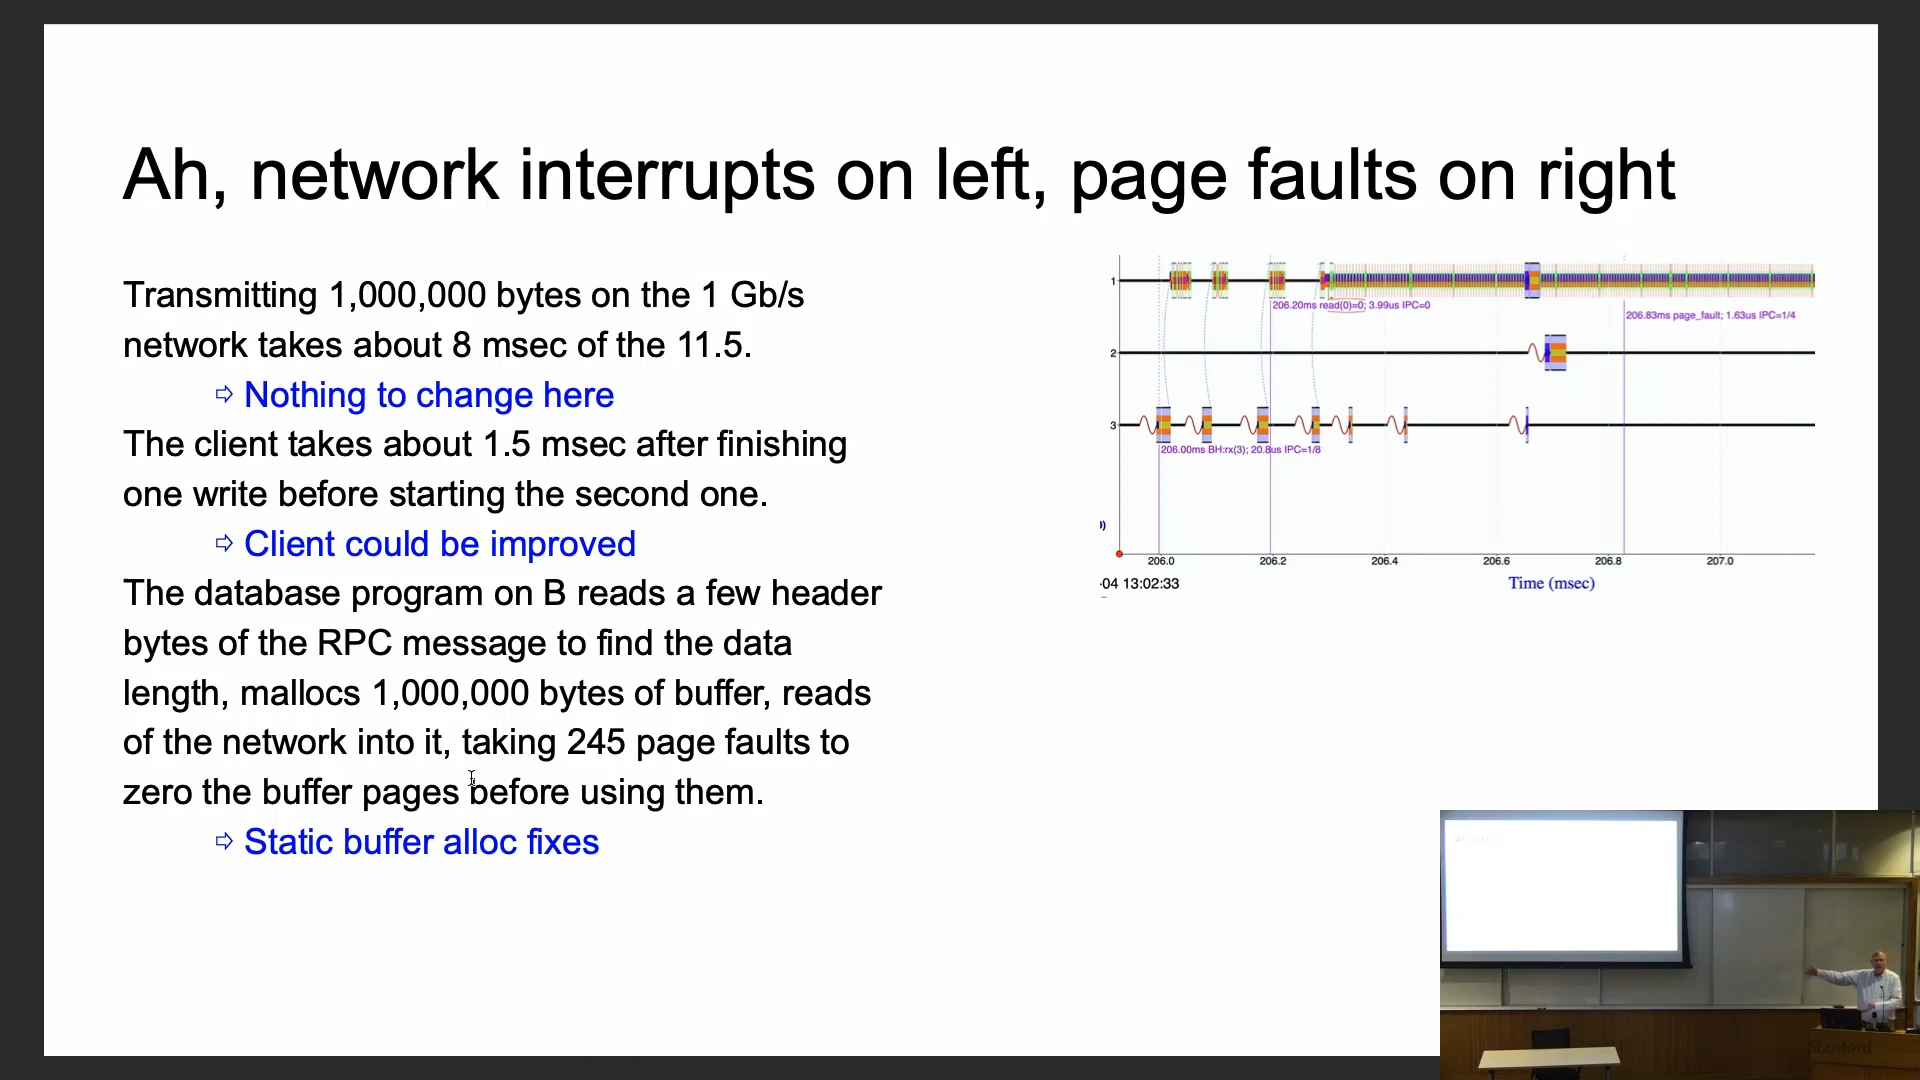 Ah, network interrupts on left, page faults on right
Transmitting 1,000,000 bytes on the 1 Gb/s
network takes about 8 msec of the 11.5.
⇨ Nothing to change here
The client takes about 1.5 msec after finishing
one write before starting the second one.
⇨ Client could be improved
The database program on B reads a few header
bytes of the RPC message to find the data
length, mallocs 1,000,000 bytes of buffer, reads
of the network into it, taking 245 page faults to
zero the buffer pages before using them.
⇨ Static buffer alloc fixes
1
206.20ms read(0)=0; 3.99us IPC=0
206.83ms page_fault; 1.63us IPC=1/4
2
3
206.00ms BH:rx(3); 20.8us IPC=1/8
206.0 206.2 206.4 206.6 206.8 207.0
-04 13:02:33
Time (msec)
Stanford